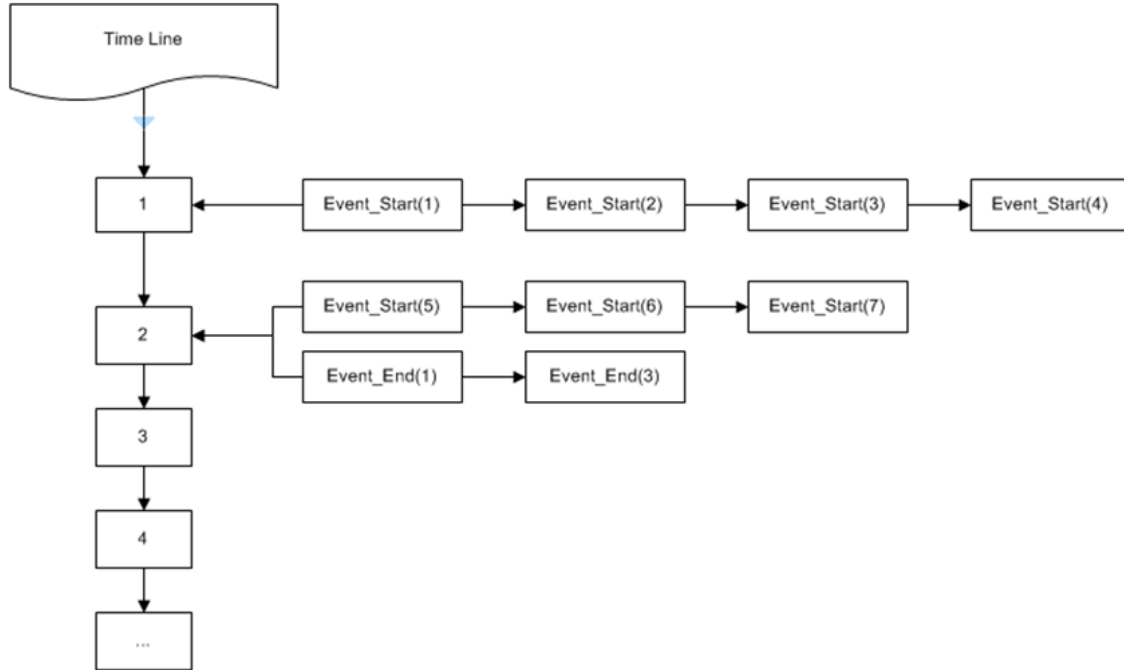 Time Line
1
Event_Start(1)
Event_Start(2)
Event_Start(3)
Event_Start(4)
2
Event_Start(5)
Event_Start(6)
Event_Start(7)
Event_End(1)
Event_End(3)
3
4
...